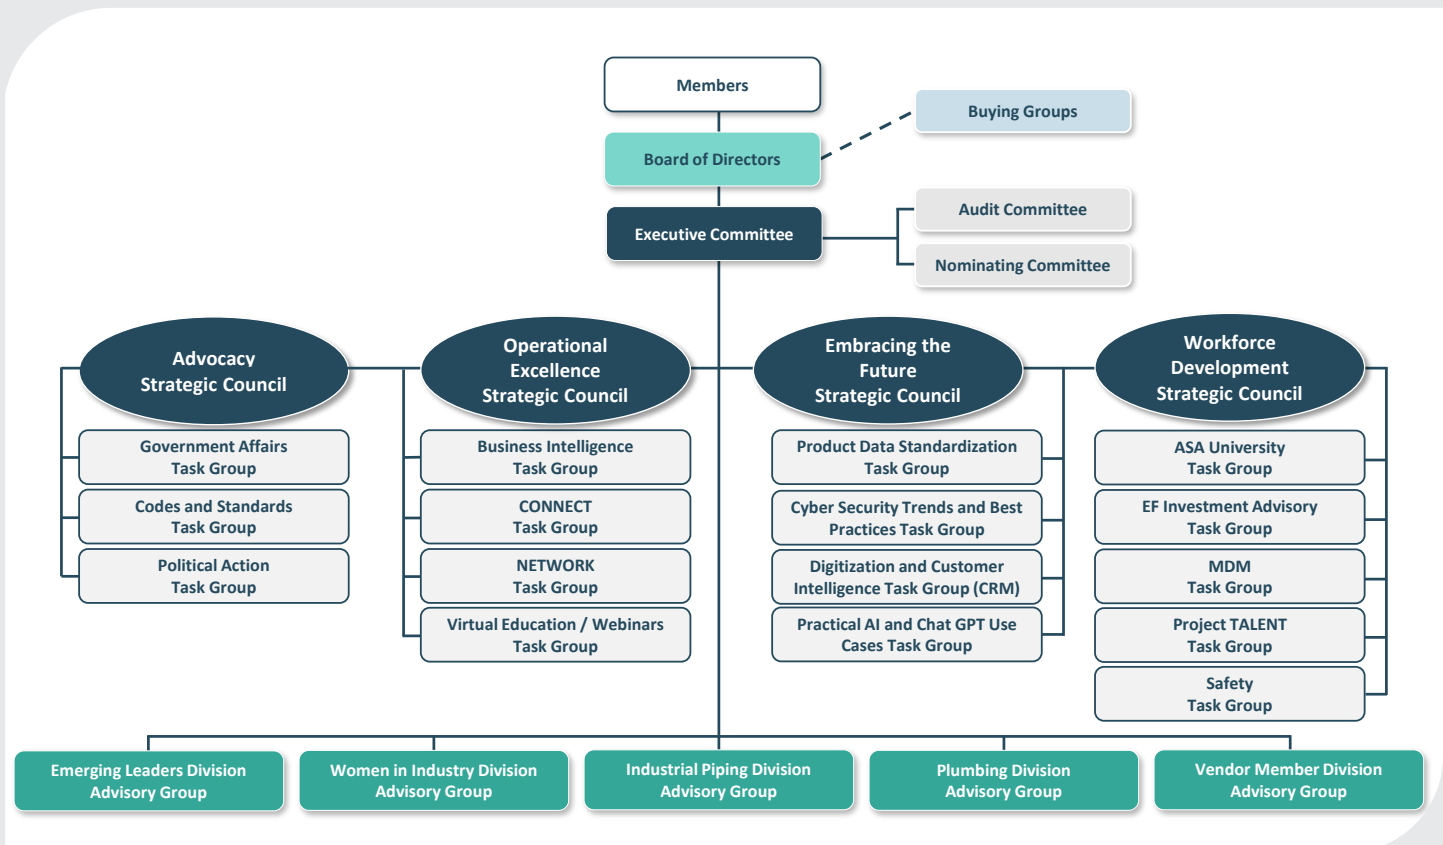 Members
Buying Groups
Board of Directors
Audit Committee
Executive Committee
Nominating Committee
Advocacy
Strategic Council
Government Affairs
Task Group
Codes and Standards
Task Group
Political Action
Task Group
Operational
Excellence
Strategic Council
Business Intelligence
Task Group
CONNECT
Task Group
NETWORK
Task Group
Virtual Education / Webinars
Task Group
Embracing the
Future
Strategic Council
Product Data Standardization
Task Group
Cyber Security Trends and Best
Practices Task Group
Digitization and Customer
Intelligence Task Group (CRM)
Practical AI and Chat GPT Use
Cases Task Group
Workforce
Development
Strategic Council
ASA University
Task Group
EF Investment Advisory
Task Group
MDM
Task Group
Project TALENT
Task Group
Safety
Task Group
Emerging Leaders Division
Advisory Group
Women in Industry Division
Advisory Group
Industrial Piping Division
Advisory Group
Plumbing Division
Advisory Group
Vendor Member Division
Advisory Group